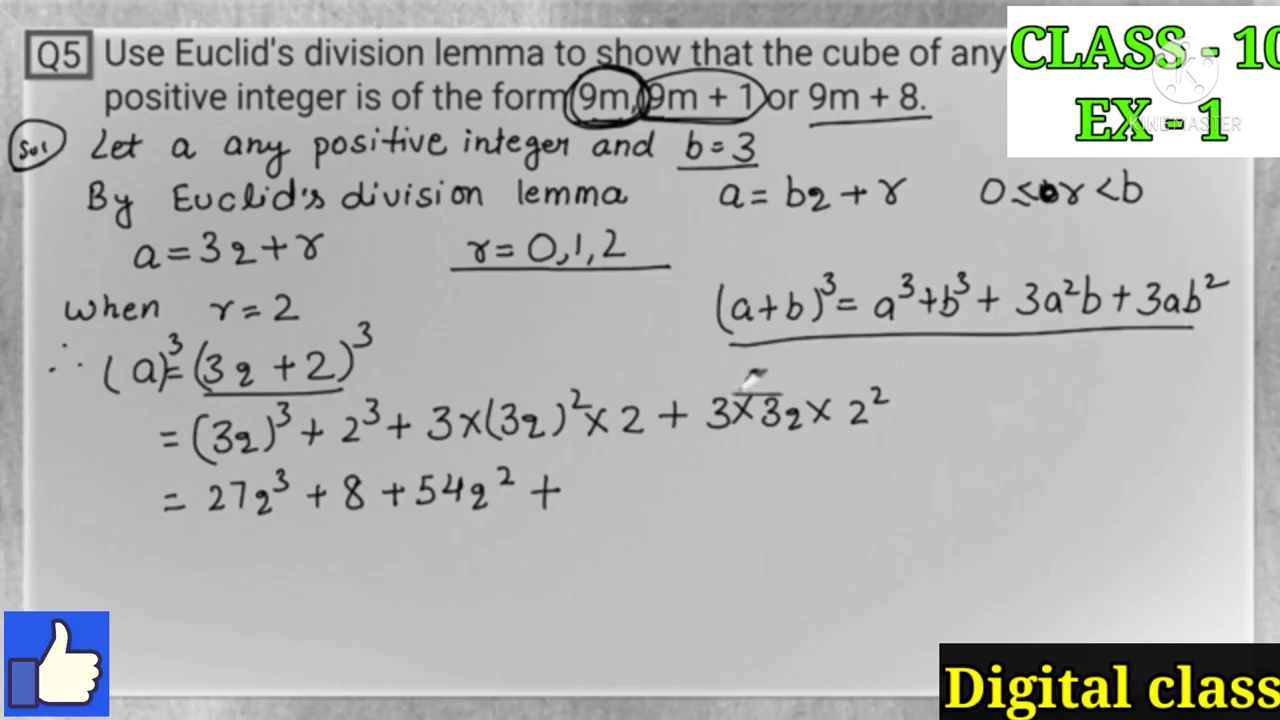 Q5 Use Euclid's division lemma to show that the cube of any
positive integer is of the form 9m, 9m + 1 or 9m + 8.
CLASS - 10
EX - 1
KINEMASTER
Sol Let a any positive integer and b = 3
By Euclid's division lemma a = bq + r 0 ≤ r < b
a = 3q + r r = 0, 1, 2
when r = 2 (a+b)³ = a³ + b³ + 3a²b + 3ab²
∴ (a)³ = (3q + 2)³
= (3q)³ + 2³ + 3×(3q)²×2 + 3×3q×2²
= 27q³ + 8 + 54q² +
Digital class